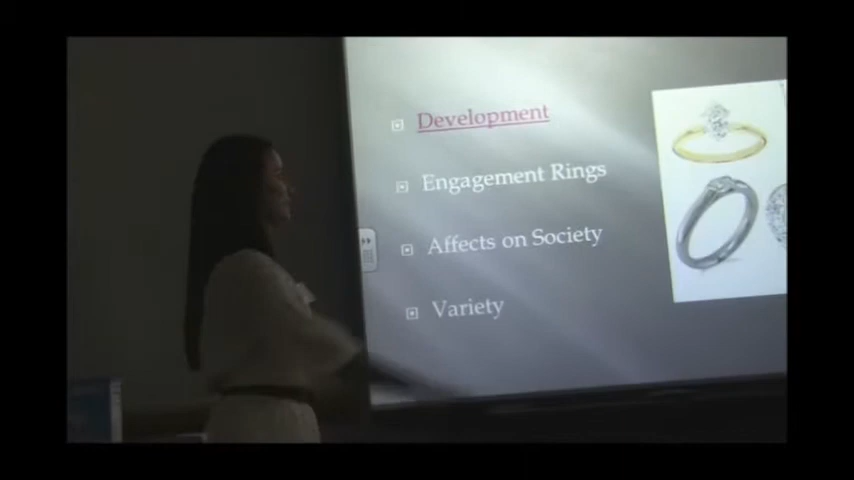 Development
Engagement Rings
Affects on Society
Variety